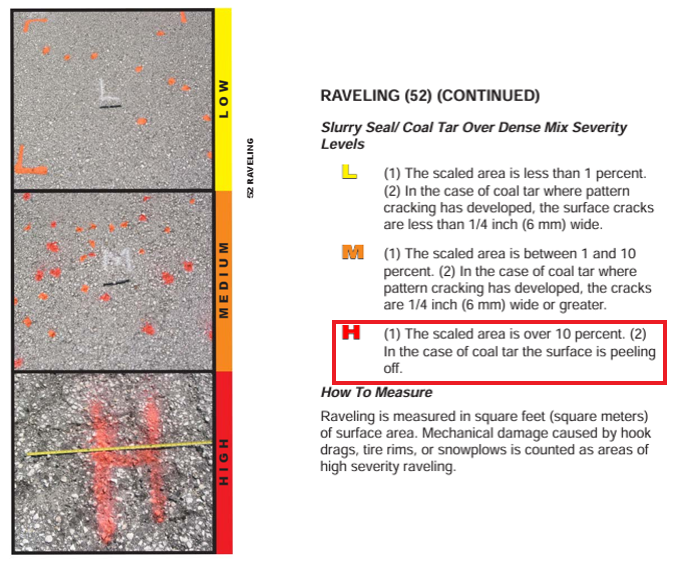 L
LOW
M
MEDIUM
H
HIGH
52 RAVELING
RAVELING (52) (CONTINUED)
Slurry Seal/ Coal Tar Over Dense Mix Severity
Levels
L (1) The scaled area is less than 1 percent.
(2) In the case of coal tar where pattern
cracking has developed, the surface cracks
are less than 1/4 inch (6 mm) wide.
M (1) The scaled area is between 1 and 10
percent. (2) In the case of coal tar where
pattern cracking has developed, the cracks
are 1/4 inch (6 mm) wide or greater.
H (1) The scaled area is over 10 percent. (2)
In the case of coal tar the surface is peeling
off.
How To Measure
Raveling is measured in square feet (square meters)
of surface area. Mechanical damage caused by hook
drags, tire rims, or snowplows is counted as areas of
high severity raveling.